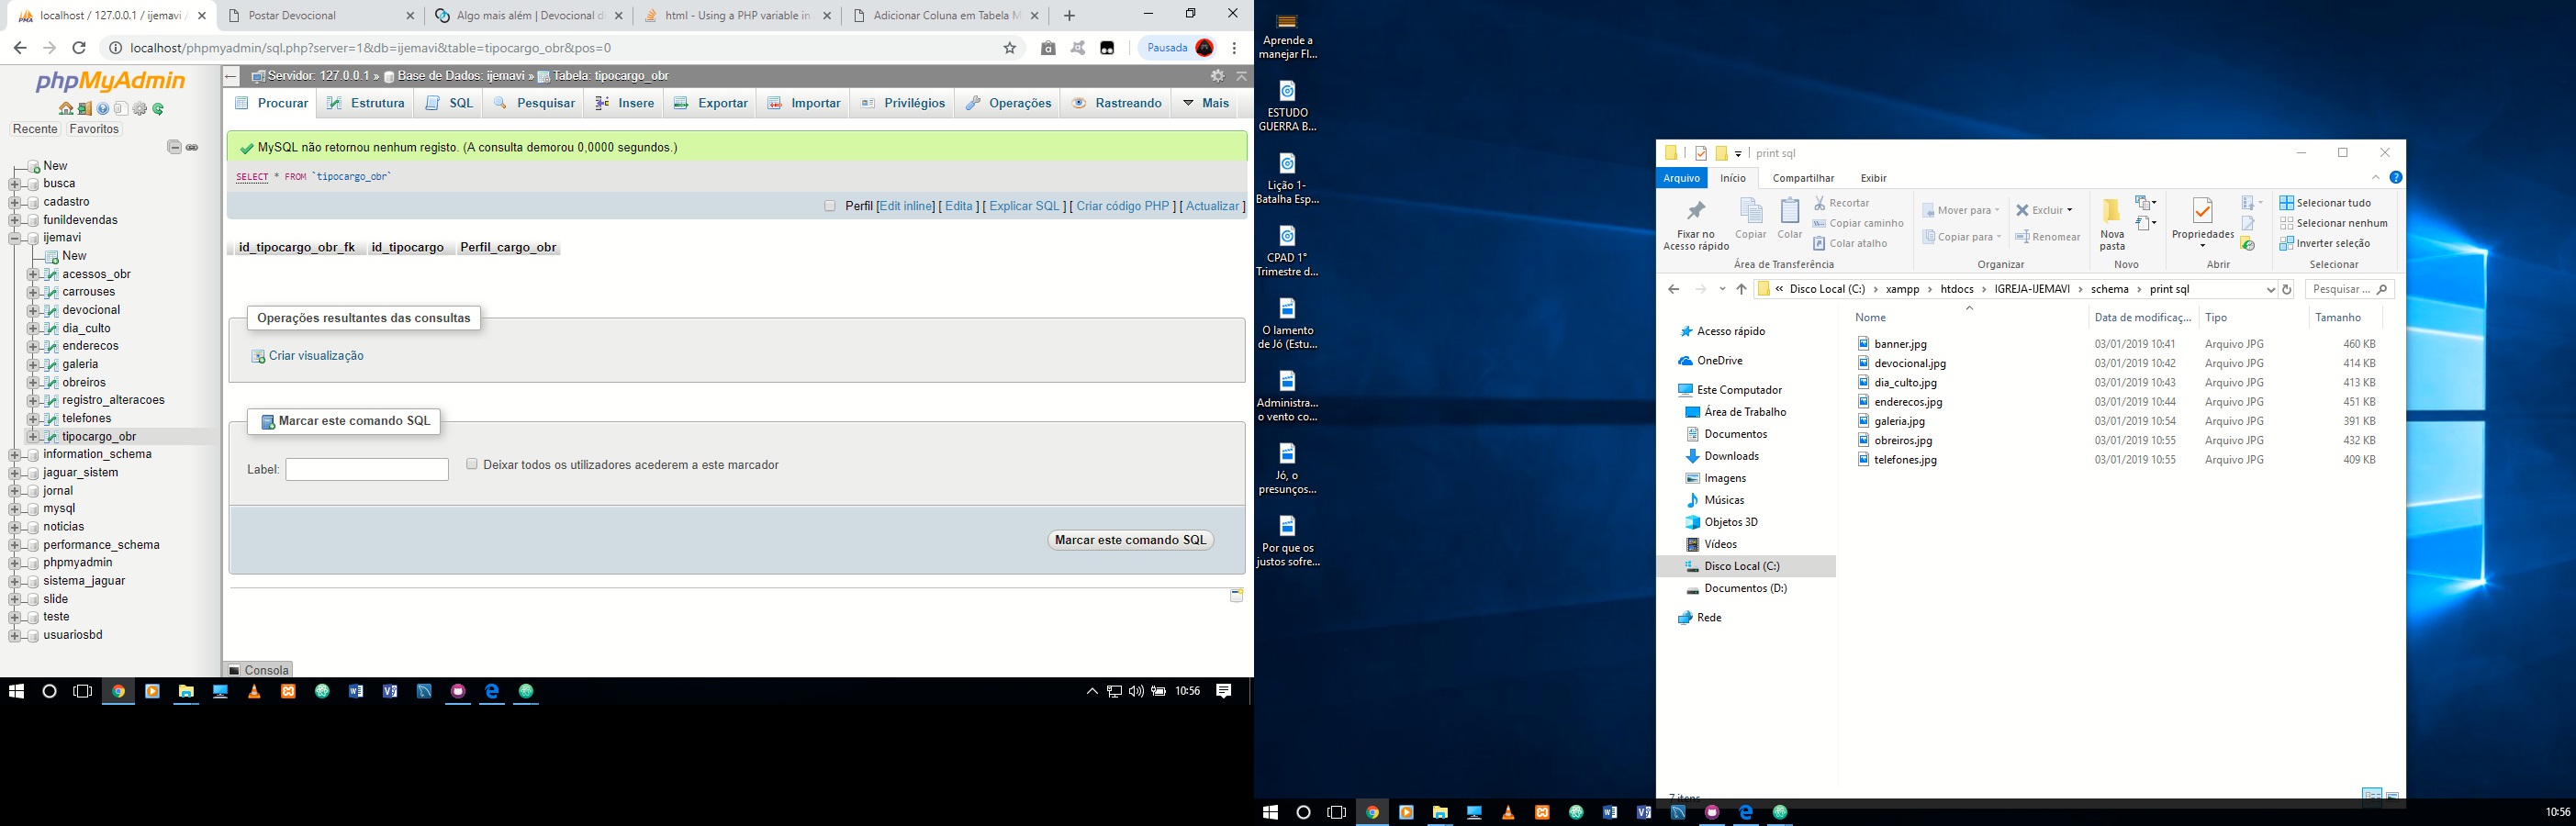 localhost / 127.0.0.1 / ijemavi /
Postar Devocional
Algo mais além | Devocional di
html - Using a PHP variable in
Adicionar Coluna em Tabela M
localhost/phpmyadmin/sql.php?server=1&db=ijemavi&table=tipocargo_obr&pos=0
Pausada
phpMyAdmin
Recente
Favoritos
New
busca
cadastro
funildevendas
ijemavi
New
acessos_obr
carrouses
devocional
dia_culto
enderecos
galeria
obreiros
registro_alteracoes
telefones
tipocargo_obr
information_schema
jaguar_sistem
jornal
mysql
noticias
performance_schema
phpmyadmin
sistema_jaguar
slide
teste
usuariosbd
Servidor: 127.0.0.1 » Base de Dados: ijemavi » Tabela: tipocargo_obr
Procurar
Estrutura
SQL
Pesquisar
Insere
Exportar
Importar
Privilégios
Operações
Rastreando
Mais
MySQL não retornou nenhum registo. (A consulta demorou 0,0000 segundos.)
SELECT * FROM `tipocargo_obr`
Perfil [Edit inline] [ Edita ] [ Explicar SQL ] [ Criar código PHP ] [ Actualizar ]
id_tipocargo_obr_fk id_tipocargo Perfil_cargo_obr
Operações resultantes das consultas
Criar visualização
Marcar este comando SQL
Label:
Deixar todos os utilizadores acederem a este marcador
Marcar este comando SQL
Consola
10:56
Aprende a
manejar Fl...
ESTUDO
GUERRA B...
Lição 1-
Batalha Esp...
CPAD 1°
Trimestre d...
O lamento
de Jó (Estu...
Administra...
o vento co...
Jó, o
presunços...
Por que os
justos sofre...
print sql
Arquivo
Início
Compartilhar
Exibir
Fixar no
Acesso rápido
Copiar
Colar
Recortar
Copiar caminho
Colar atalho
Área de Transferência
Mover para
Copiar para
Excluir
Renomear
Organizar
Nova
pasta
Novo
Propriedades
Abrir
Selecionar tudo
Selecionar nenhum
Inverter seleção
Selecionar
« Disco Local (C:) › xampp › htdocs › IGREJA-IJEMAVI › schema › print sql
Pesquisar ...
Acesso rápido
OneDrive
Este Computador
Área de Trabalho
Documentos
Downloads
Imagens
Músicas
Objetos 3D
Vídeos
Disco Local (C:)
Documentos (D:)
Rede
Nome Data de modificaç... Tipo Tamanho
banner.jpg 03/01/2019 10:41 Arquivo JPG 460 KB
devocional.jpg 03/01/2019 10:42 Arquivo JPG 414 KB
dia_culto.jpg 03/01/2019 10:43 Arquivo JPG 413 KB
enderecos.jpg 03/01/2019 10:44 Arquivo JPG 451 KB
galeria.jpg 03/01/2019 10:54 Arquivo JPG 391 KB
obreiros.jpg 03/01/2019 10:55 Arquivo JPG 432 KB
telefones.jpg 03/01/2019 10:55 Arquivo JPG 409 KB
7 itens
10:56